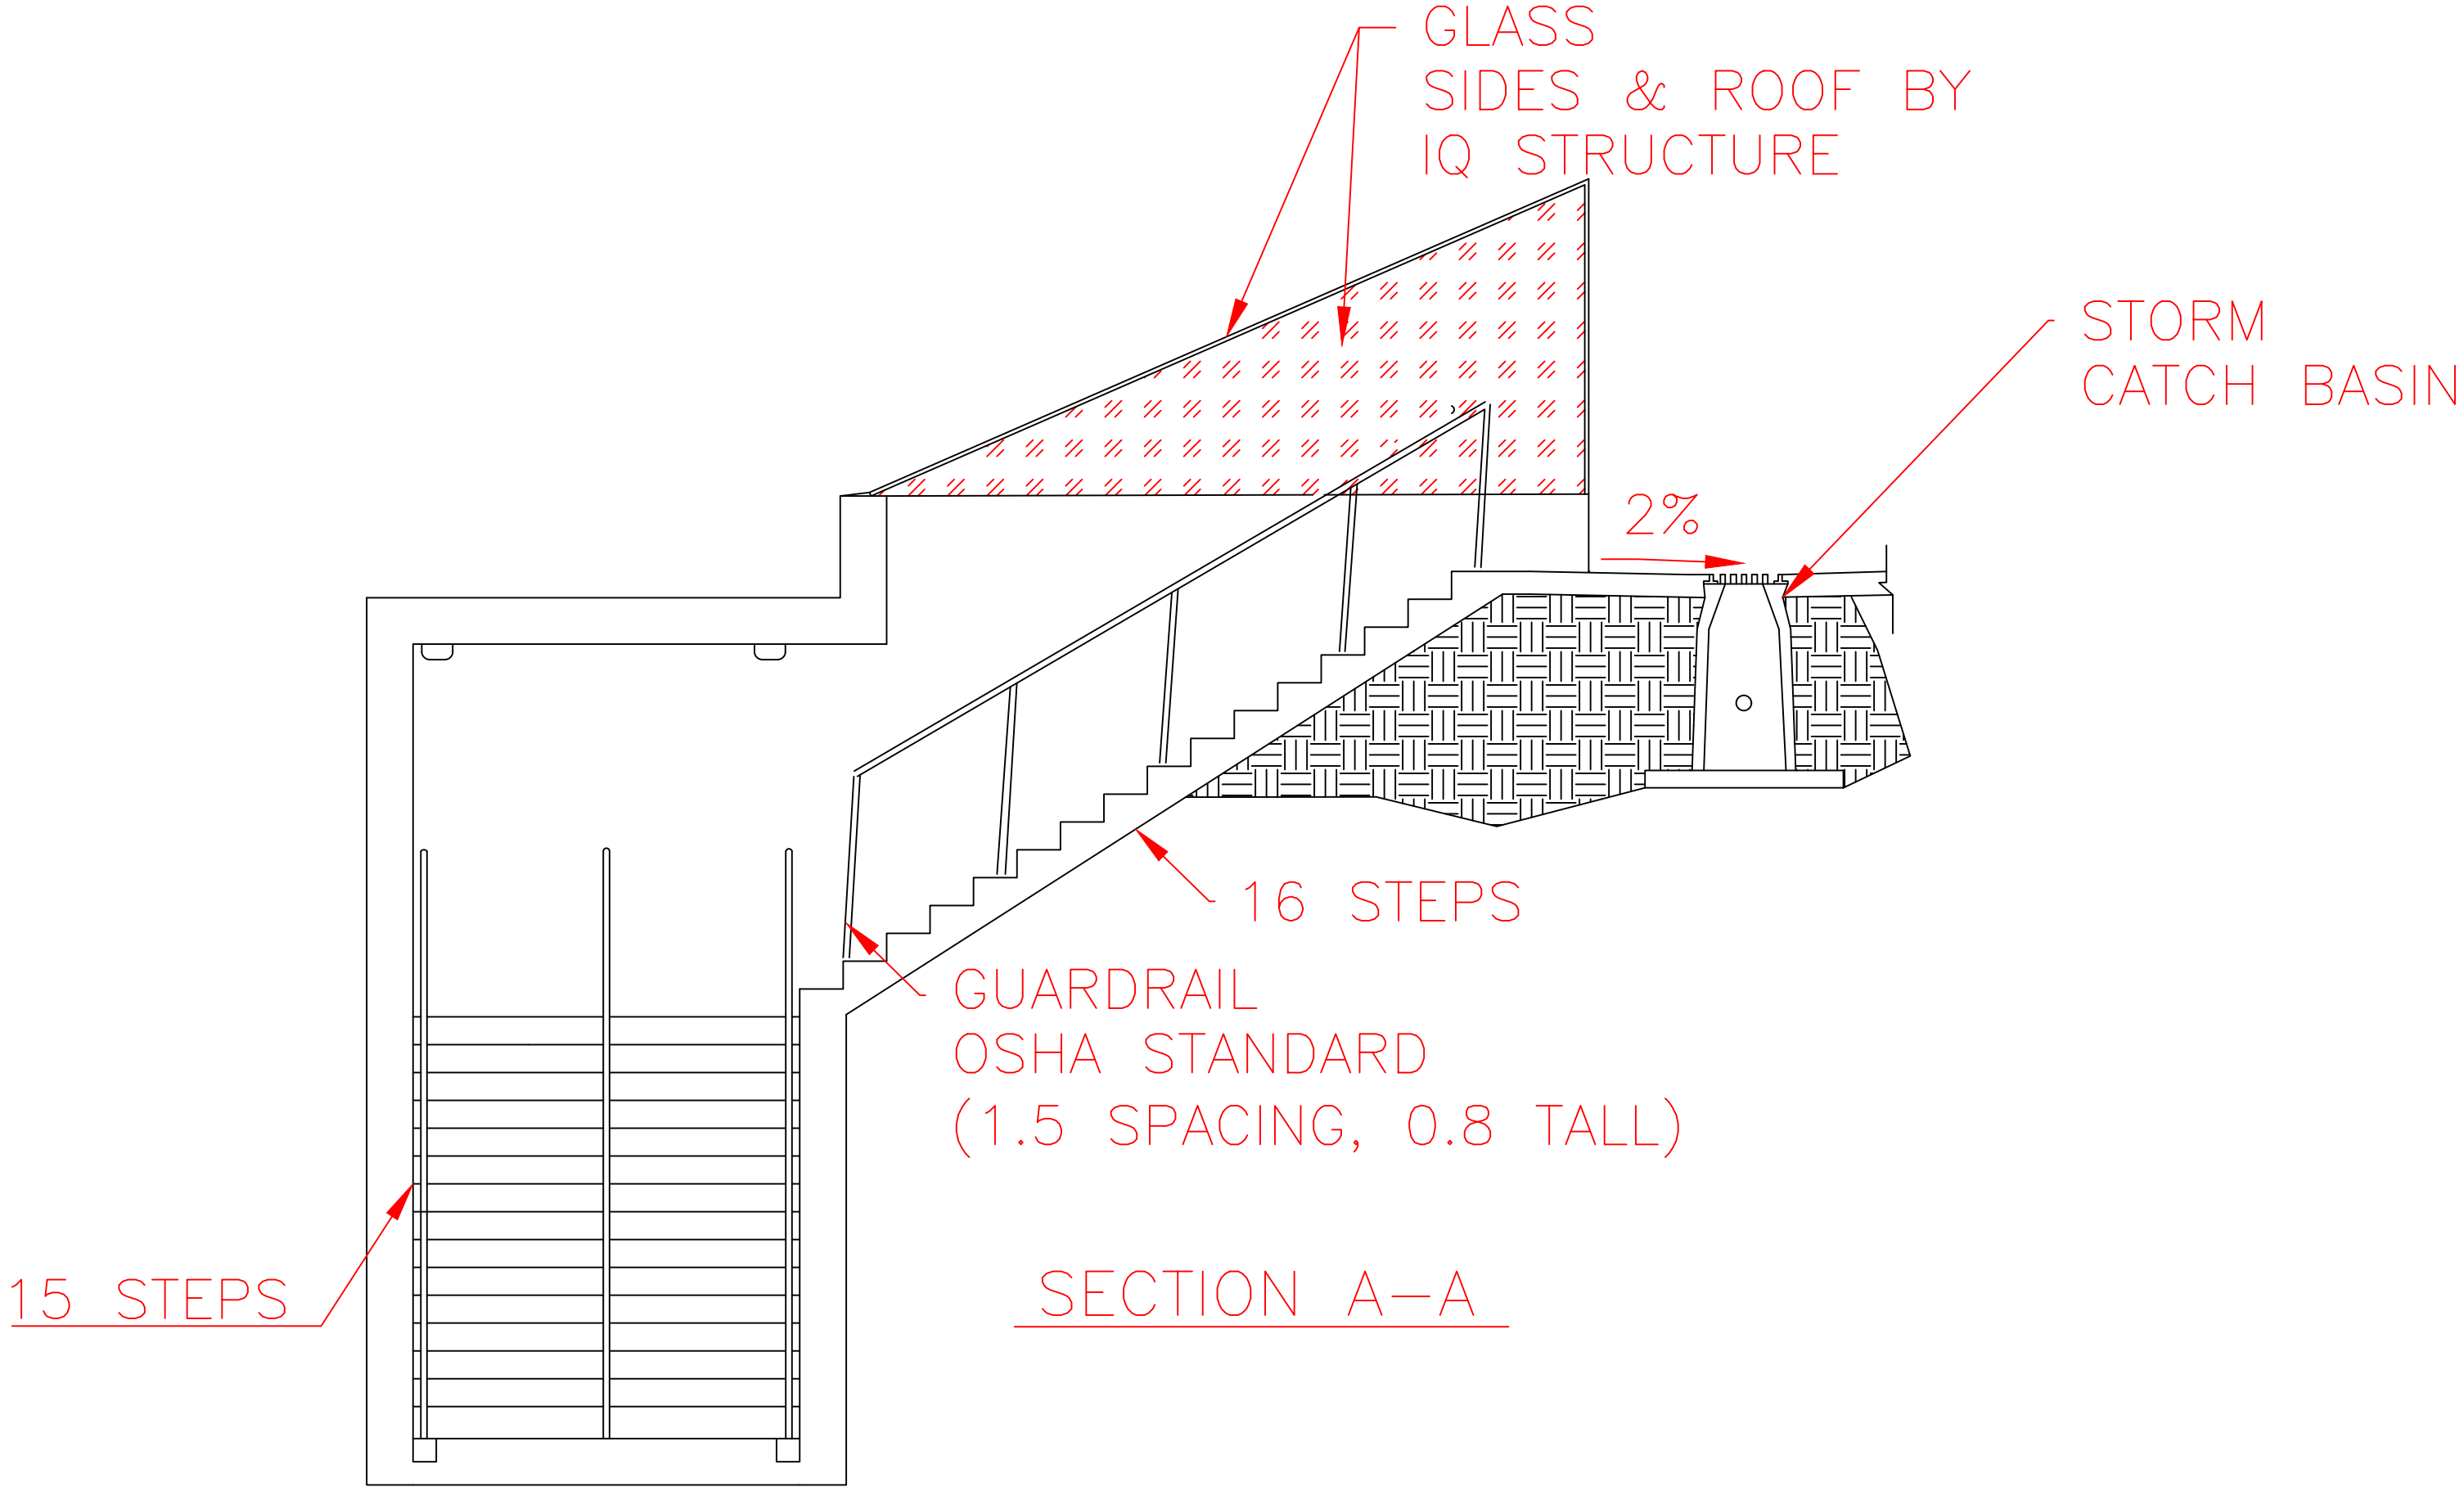 GLASS
SIDES & ROOF BY
IQ STRUCTURE
STORM
CATCH BASIN
2%
16 STEPS
GUARDRAIL
OSHA STANDARD
(1.5 SPACING, 0.8 TALL)
15 STEPS
SECTION A-A